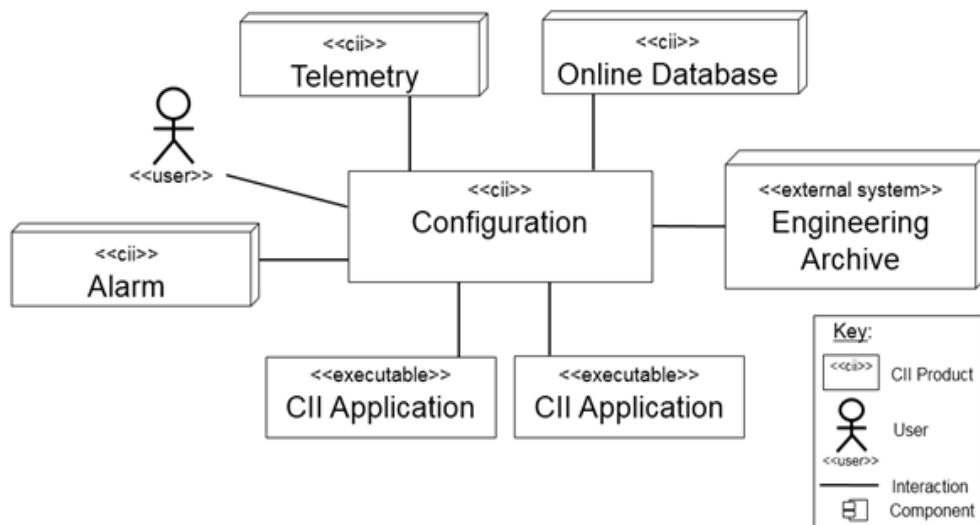 <<cii>>
Telemetry
<<cii>>
Online Database
<<user>>
<<cii>>
Configuration
<<external system>>
Engineering
Archive
<<cii>>
Alarm
<<executable>>
CII Application
<<executable>>
CII Application
Key:
<<cii>>
CII Product
User
<<user>>
Interaction
Component